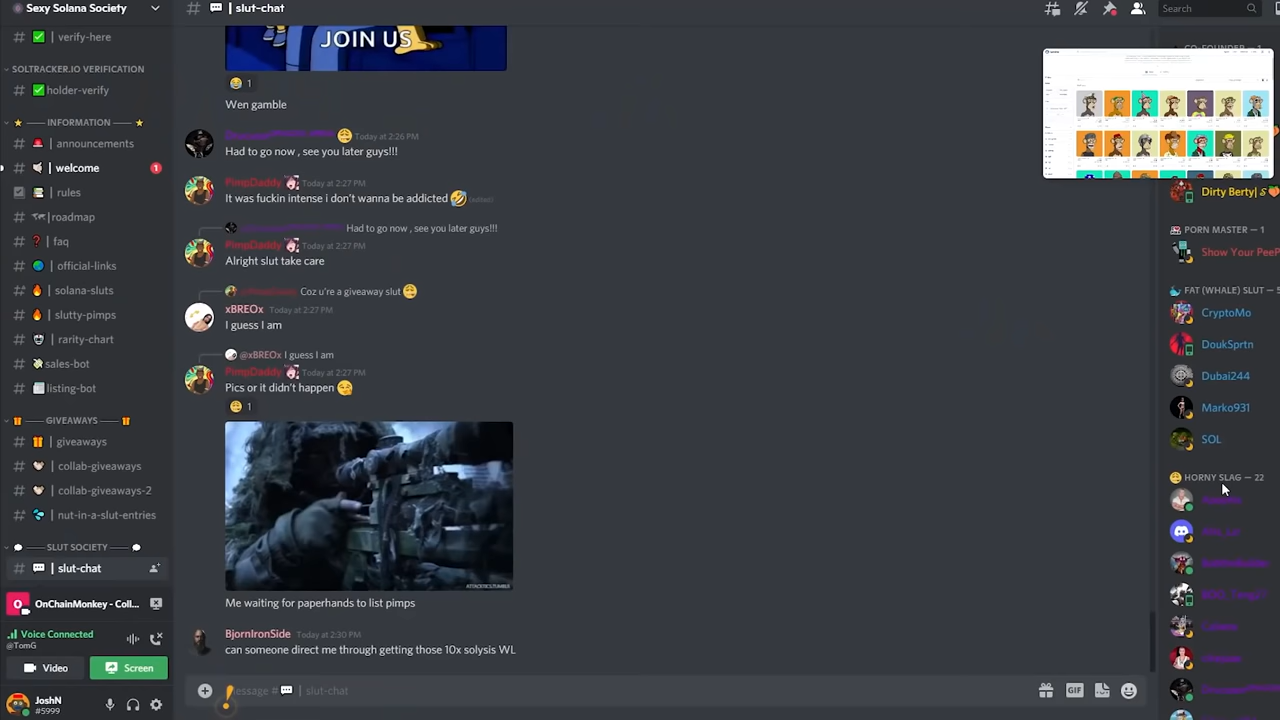 Sexy Solana Society
# 💬 | slut-chat
Search
# ✅ | verify-here
SOLTRACKER VERIFICATION
# ✅ | holder-verify
⭐ — INFORMATION — ⭐
# 🚨 | announcements
1
# | rules
# | roadmap
# ❓ | faq
# | official-links
# 🔥 | solana-sluts
# 🔥 | slutty-pimps
# | rarity-chart
sales-bot
listing-bot
🎁 — GIVEAWAYS — 🎁
# 🎁 | giveaways
# | collab-giveaways
# | collab-giveaways-2
# 💦 | nut-in-a-slut-entries
💬 — SLUT SOCIETY — 💬
# 💬 | slut-chat
OnChainMonkey - Coll...
Voice Connected
@TomG
Video
Screen
JoshN
#5999
JOIN US
Wen gamble
Today at 2:26 PM
Had to go now , see you later guys!!!
PimpDaddy Today at 2:27 PM
It was fuckin intense i don't wanna be addicted 🤣 (edited)
Had to go now , see you later guys!!!
PimpDaddy Today at 2:27 PM
Alright slut take care
Coz u're a giveaway slut
xBREOx Today at 2:27 PM
I guess I am
@xBREOx I guess I am
PimpDaddy Today at 2:27 PM
Pics or it didn't happen
1
Me waiting for paperhands to list pimps
BjornIronSide Today at 2:30 PM
can someone direct me through getting those 10x solysis WL
essage # 💬 | slut-chat
GIF
CO-FOUNDER — 1
Dirty Berty|
PORN MASTER — 1
Show Your PeeP
FAT (WHALE) SLUT — 5
CryptoMo
DoukSprtn
Dubai244
Marko931
SOL
HORNY SLAG — 22